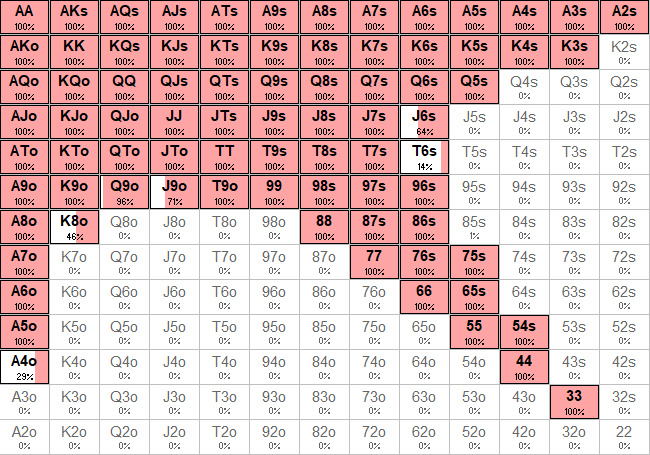 AA AKs AQs AJs ATs A9s A8s A7s A6s A5s A4s A3s A2s
100% 100% 100% 100% 100% 100% 100% 100% 100% 100% 100% 100% 100%
AKo KK KQs KJs KTs K9s K8s K7s K6s K5s K4s K3s K2s
100% 100% 100% 100% 100% 100% 100% 100% 100% 100% 100% 100% 0%
AQo KQo QQ QJs QTs Q9s Q8s Q7s Q6s Q5s Q4s Q3s Q2s
100% 100% 100% 100% 100% 100% 100% 100% 100% 100% 0% 0% 0%
AJo KJo QJo JJ JTs J9s J8s J7s J6s J5s J4s J3s J2s
100% 100% 100% 100% 100% 100% 100% 100% 64% 0% 0% 0% 0%
ATo KTo QTo JTo TT T9s T8s T7s T6s T5s T4s T3s T2s
100% 100% 100% 100% 100% 100% 100% 100% 14% 0% 0% 0% 0%
A9o K9o Q9o J9o T9o 99 98s 97s 96s 95s 94s 93s 92s
100% 100% 96% 71% 100% 100% 100% 100% 100% 0% 0% 0% 0%
A8o K8o Q8o J8o T8o 98o 88 87s 86s 85s 84s 83s 82s
100% 46% 0% 0% 0% 0% 100% 100% 100% 1% 0% 0% 0%
A7o K7o Q7o J7o T7o 97o 87o 77 76s 75s 74s 73s 72s
100% 0% 0% 0% 0% 0% 0% 100% 100% 100% 0% 0% 0%
A6o K6o Q6o J6o T6o 96o 86o 76o 66 65s 64s 63s 62s
100% 0% 0% 0% 0% 0% 0% 0% 100% 100% 0% 0% 0%
A5o K5o Q5o J5o T5o 95o 85o 75o 65o 55 54s 53s 52s
100% 0% 0% 0% 0% 0% 0% 0% 0% 100% 100% 0% 0%
A4o K4o Q4o J4o T4o 94o 84o 74o 64o 54o 44 43s 42s
29% 0% 0% 0% 0% 0% 0% 0% 0% 0% 100% 0% 0%
A3o K3o Q3o J3o T3o 93o 83o 73o 63o 53o 43o 33 32s
0% 0% 0% 0% 0% 0% 0% 0% 0% 0% 0% 100% 0%
A2o K2o Q2o J2o T2o 92o 82o 72o 62o 52o 42o 32o 22
0% 0% 0% 0% 0% 0% 0% 0% 0% 0% 0% 0% 0%